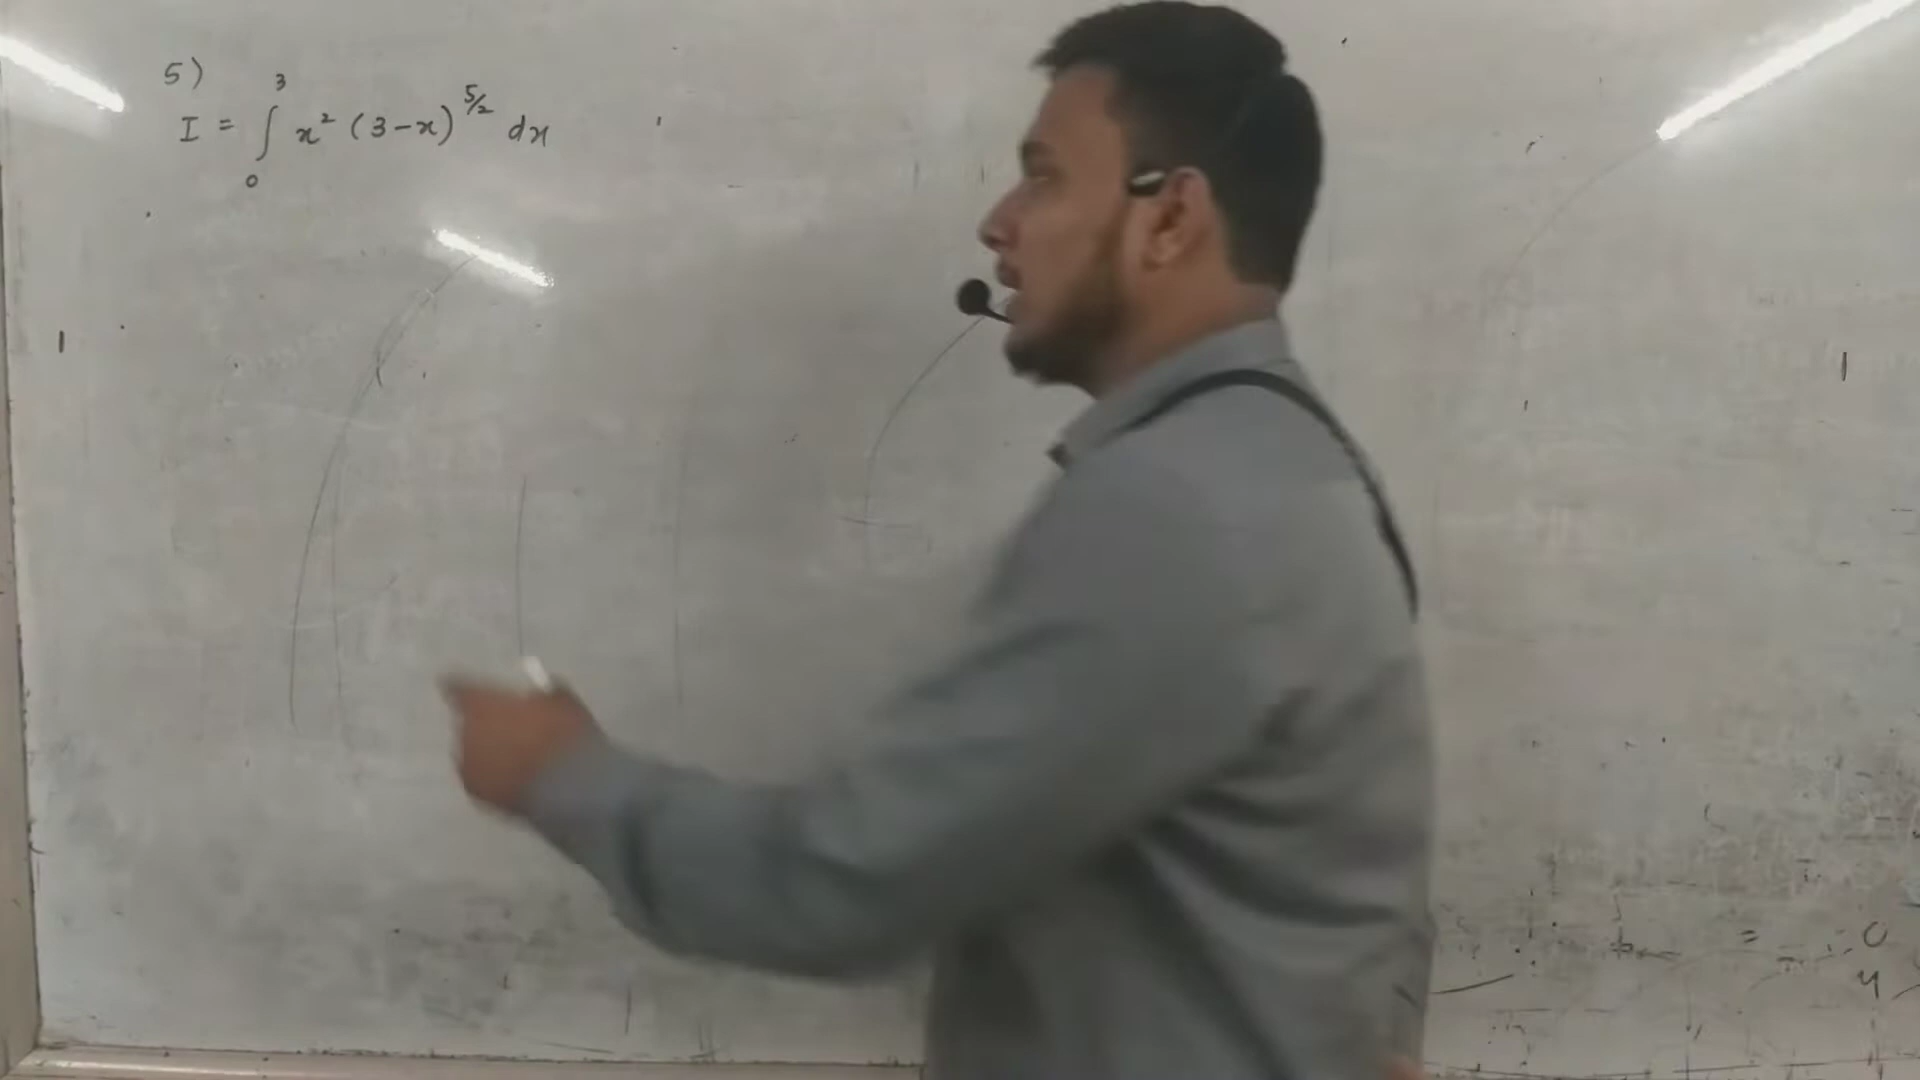 5)
I = ∫₀³ x² (3-x)^5/2 dx